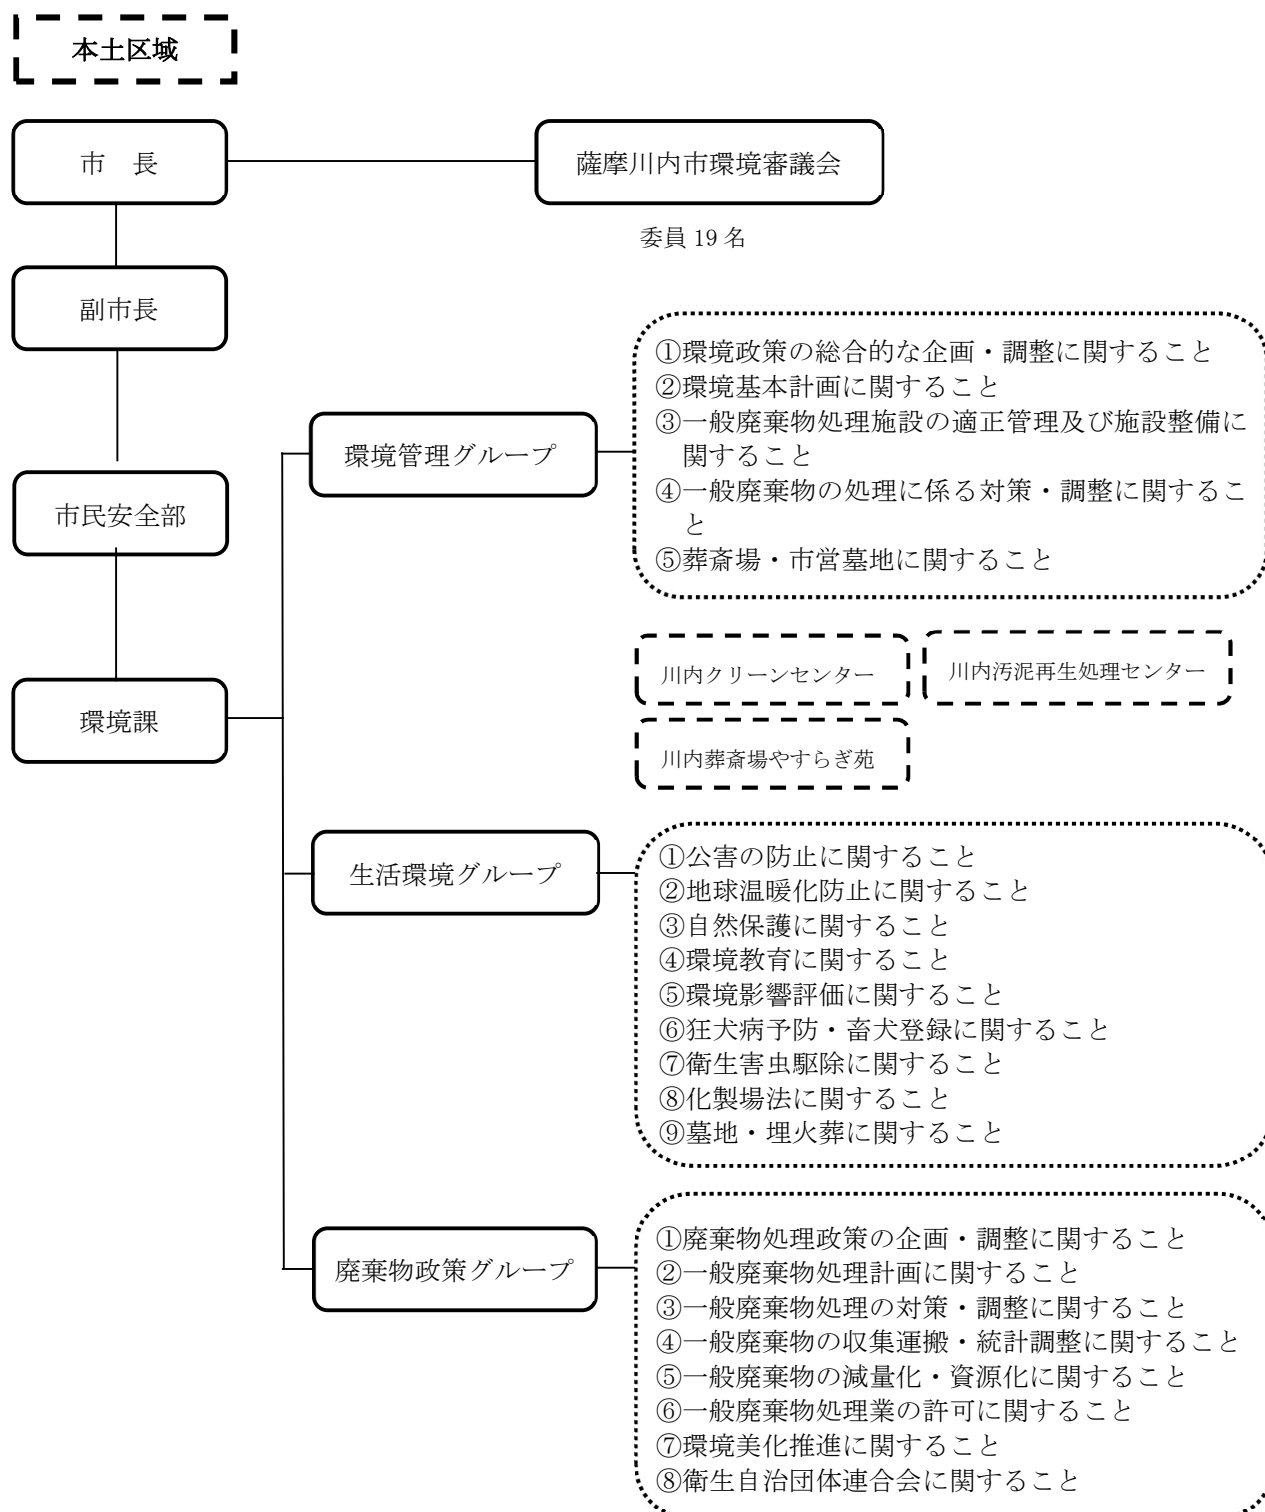 本土区域
市　長
薩摩川内市環境審議会
委員 19 名
副市長
市民安全部
環境課
環境管理グループ
①環境政策の総合的な企画・調整に関すること
②環境基本計画に関すること
③一般廃棄物処理施設の適正管理及び施設整備に
関すること
④一般廃棄物の処理に係る対策・調整に関するこ
と
⑤葬斎場・市営墓地に関すること
川内クリーンセンター
川内汚泥再生処理センター
川内葬斎場やすらぎ苑
生活環境グループ
①公害の防止に関すること
②地球温暖化防止に関すること
③自然保護に関すること
④環境教育に関すること
⑤環境影響評価に関すること
⑥狂犬病予防・畜犬登録に関すること
⑦衛生害虫駆除に関すること
⑧化製場法に関すること
⑨墓地・埋火葬に関すること
廃棄物政策グループ
①廃棄物処理政策の企画・調整に関すること
②一般廃棄物処理計画に関すること
③一般廃棄物処理の対策・調整に関すること
④一般廃棄物の収集運搬・統計調整に関すること
⑤一般廃棄物の減量化・資源化に関すること
⑥一般廃棄物処理業の許可に関すること
⑦環境美化推進に関すること
⑧衛生自治団体連合会に関すること